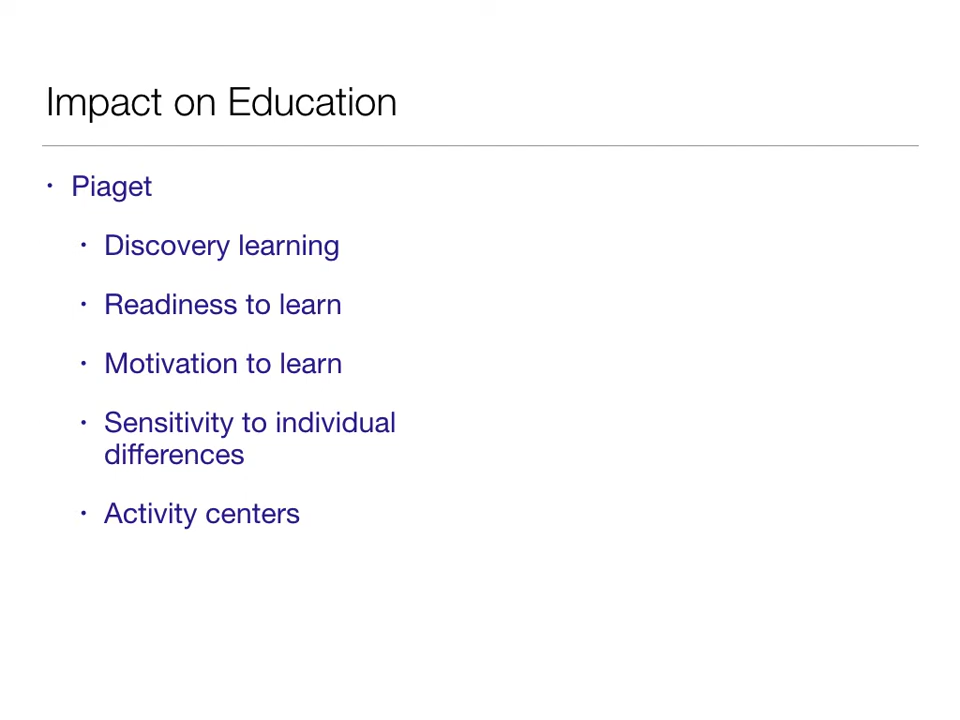 Impact on Education
• Piaget
• Discovery learning
• Readiness to learn
• Motivation to learn
• Sensitivity to individual
differences
• Activity centers